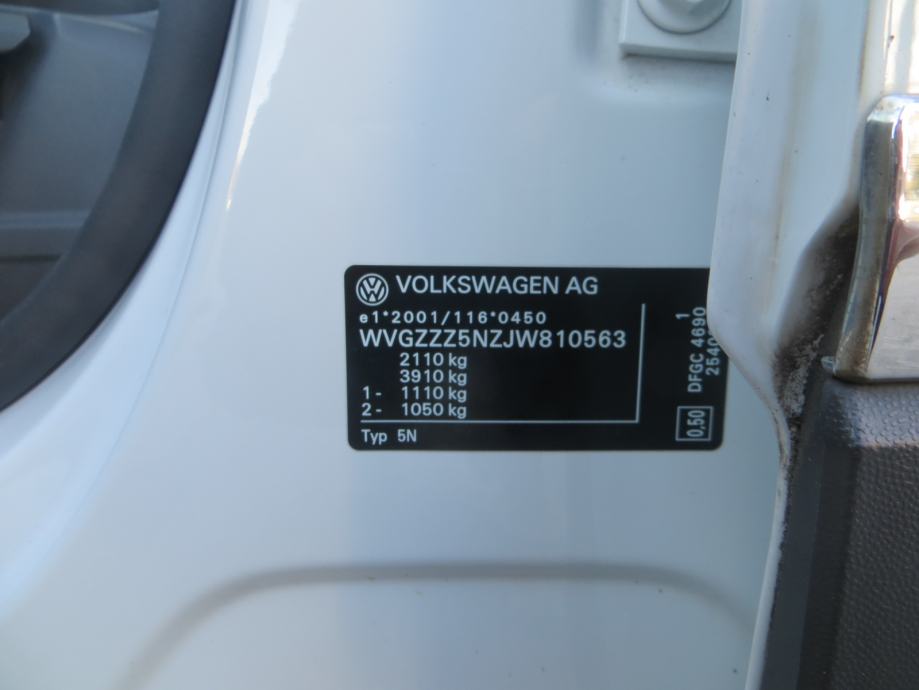 VOLKSWAGEN AG
e1*2001/116*0450
WVGZZZ5NZJW810563
2110 kg
3910 kg
1 - 1110 kg
2 - 1050 kg
Typ 5N
1
DFGC 4690
0,50